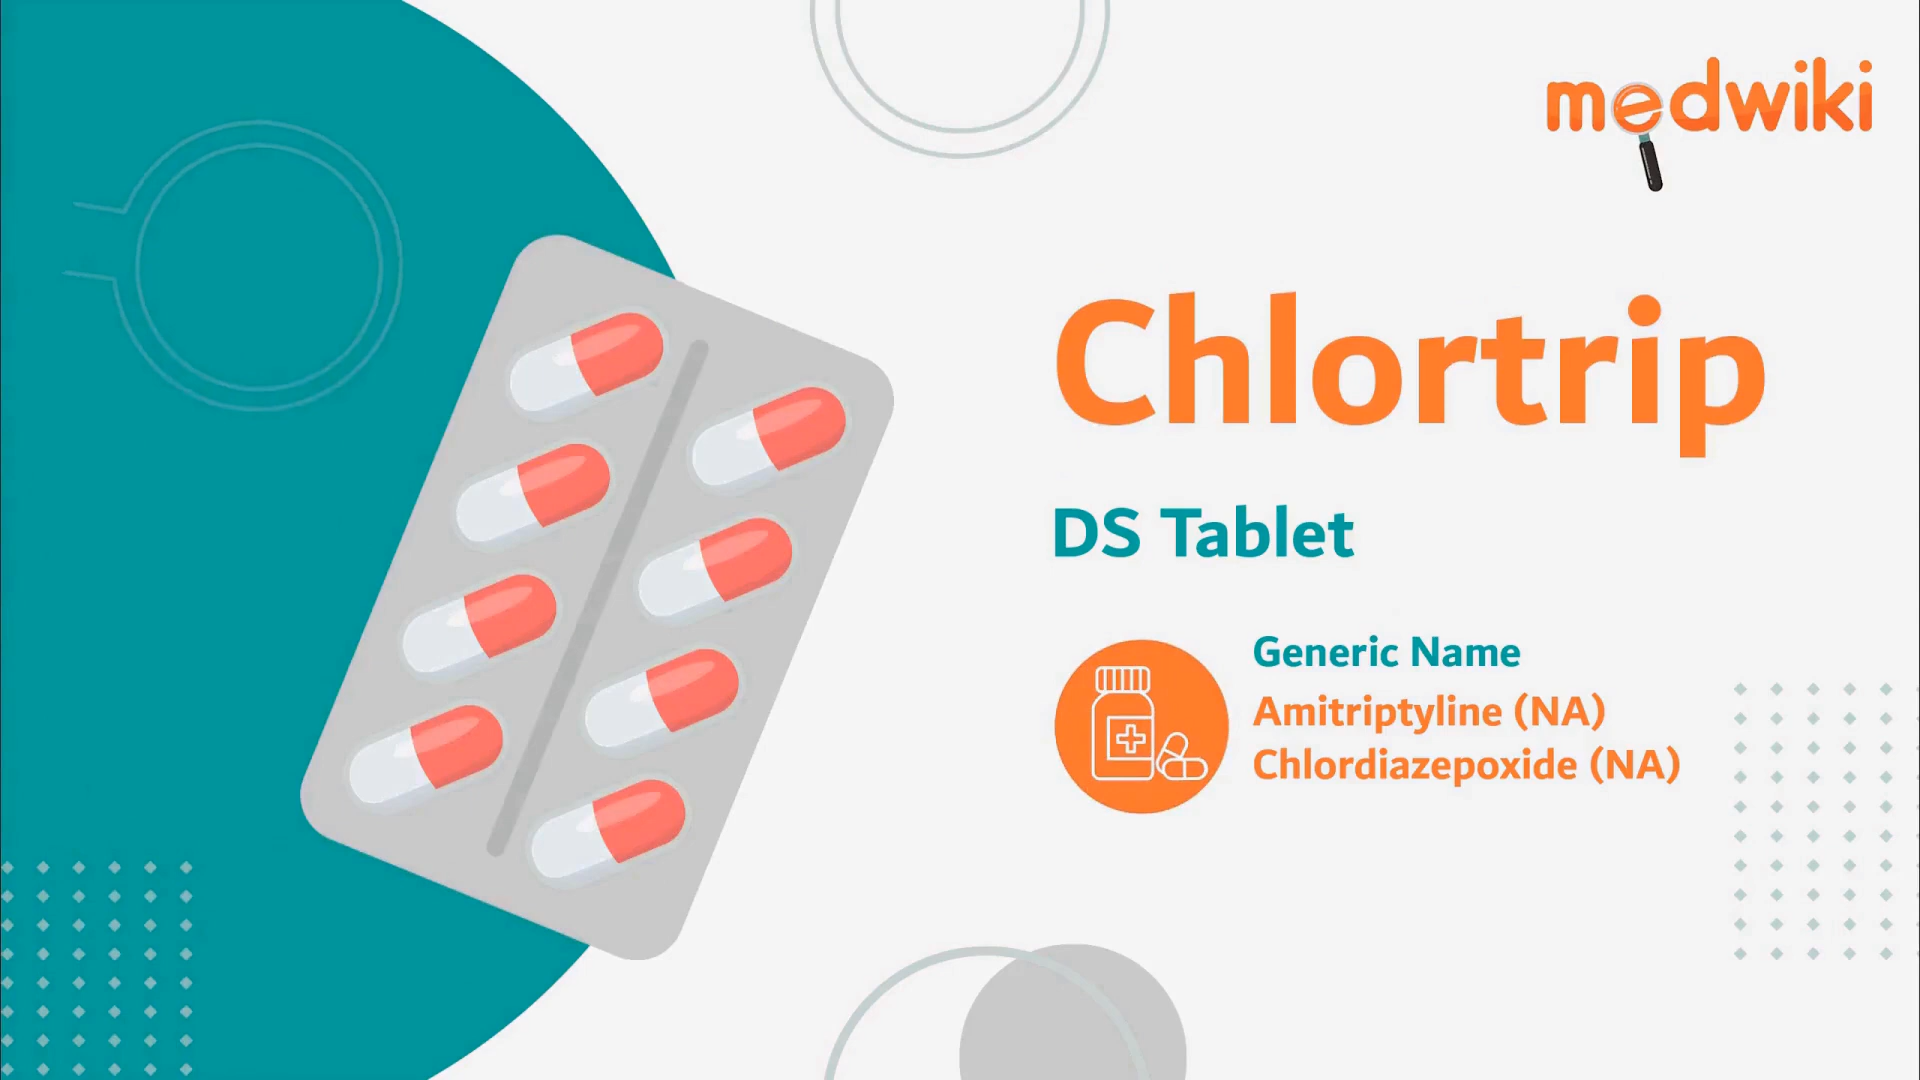 medwiki
Chlortrip
DS Tablet
Generic Name
Amitriptyline (NA)
Chlordiazepoxide (NA)